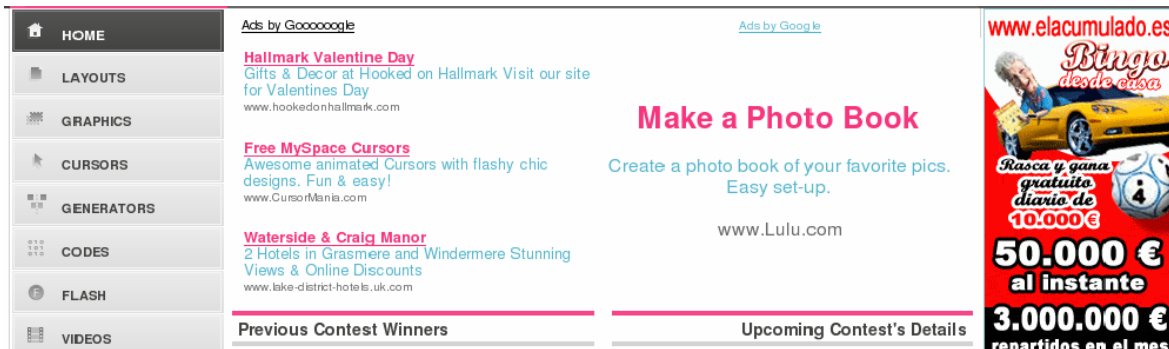 HOME
LAYOUTS
GRAPHICS
CURSORS
GENERATORS
CODES
FLASH
VIDEOS
Ads by Goooooogle
Hallmark Valentine Day
Gifts & Decor at Hooked on Hallmark Visit our site
for Valentines Day
www.hookedonhallmark.com
Free MySpace Cursors
Awesome animated Cursors with flashy chic
designs. Fun & easy!
www.CursorMania.com
Waterside & Craig Manor
2 Hotels in Grasmere and Windermere Stunning
Views & Online Discounts
www.lake-district-hotels.uk.com
Previous Contest Winners
Ads by Google
Make a Photo Book
Create a photo book of your favorite pics.
Easy set-up.
www.Lulu.com
Upcoming Contest's Details
www.elacumulado.es
Bingo
desde casa
Rasca y gana
gratuito
diario de
10.000 €
4
50.000 €
al instante
3.000.000 €
repartidos en el mes